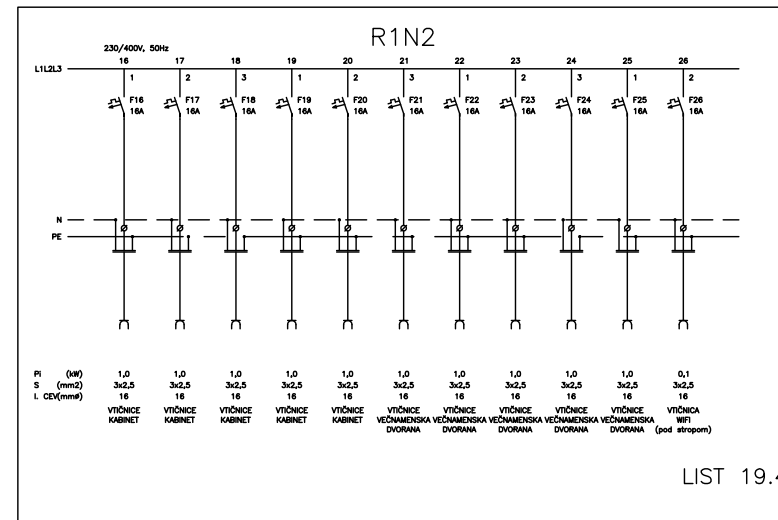 R1N2
230/400V, 50Hz
16 17 18 19 20 21 22 23 24 25 26
L1L2L3
1 2 3 1 2 3 1 2 3 1 2
F16 F17 F18 F19 F20 F21 F22 F23 F24 F25 F26
16A 16A 16A 16A 16A 16A 16A 16A 16A 16A 16A
N
PE
Pi (kW) 1,0 1,0 1,0 1,0 1,0 1,0 1,0 1,0 1,0 1,0 0,1
S (mm2) 3x2,5 3x2,5 3x2,5 3x2,5 3x2,5 3x2,5 3x2,5 3x2,5 3x2,5 3x2,5 3x2,5
I. CEV(mmø) 16 16 16 16 16 16 16 16 16 16 16
VTIČNICE VTIČNICE VTIČNICE VTIČNICE VTIČNICE VTIČNICE VTIČNICE VTIČNICE VTIČNICE VTIČNICE VTIČNICA
KABINET KABINET KABINET KABINET KABINET VEČNAMENSKA VEČNAMENSKA VEČNAMENSKA VEČNAMENSKA VEČNAMENSKA WIFI
DVORANA DVORANA DVORANA DVORANA DVORANA (pod stropom)
LIST 19.4